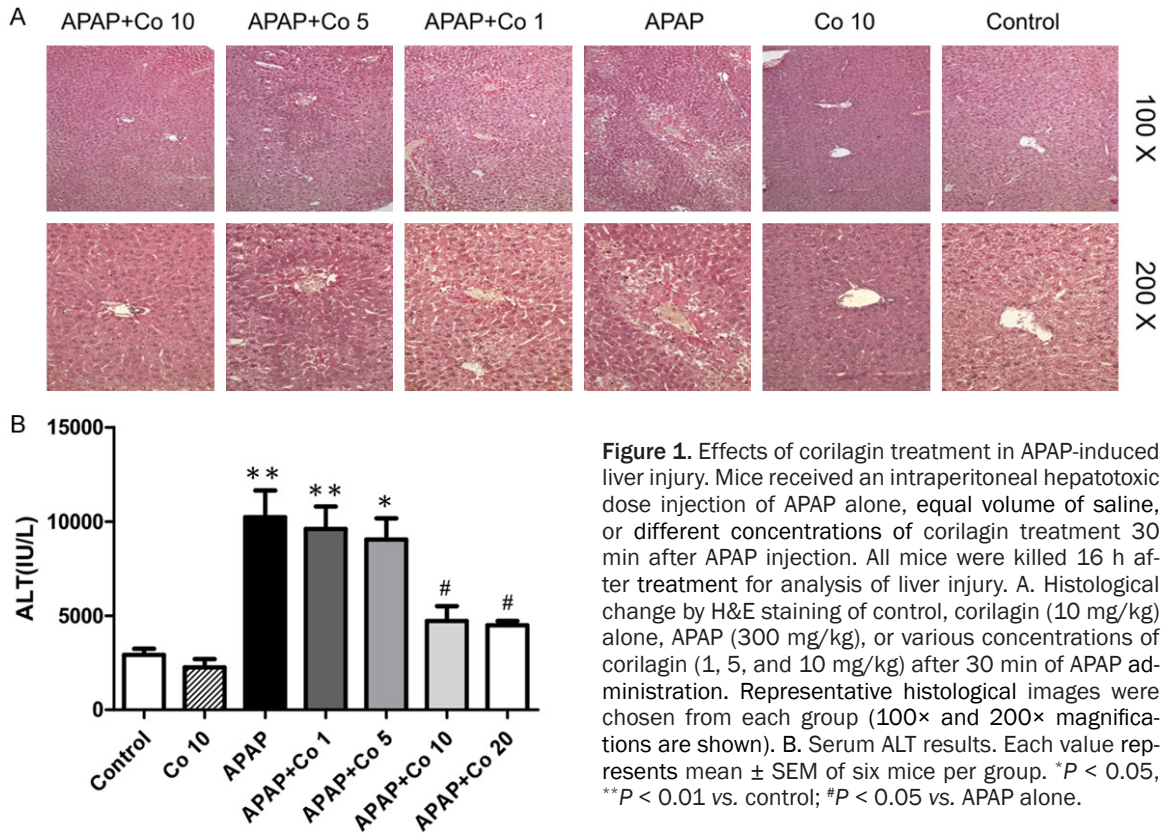 A
APAP+Co 10 APAP+Co 5 APAP+Co 1 APAP Co 10 Control
100 X
200 X
B
ALT(IU/L)
15000
10000
5000
0
** ** * # #
Control Co 10 APAP APAP+Co 1 APAP+Co 5 APAP+Co 10 APAP+Co 20
Figure 1. Effects of corilagin treatment in APAP-induced
liver injury. Mice received an intraperitoneal hepatotoxic
dose injection of APAP alone, equal volume of saline,
or different concentrations of corilagin treatment 30
min after APAP injection. All mice were killed 16 h af-
ter treatment for analysis of liver injury. A. Histological
change by H&E staining of control, corilagin (10 mg/kg)
alone, APAP (300 mg/kg), or various concentrations of
corilagin (1, 5, and 10 mg/kg) after 30 min of APAP ad-
ministration. Representative histological images were
chosen from each group (100× and 200× magnifica-
tions are shown). B. Serum ALT results. Each value rep-
resents mean ± SEM of six mice per group. *P < 0.05,
**P < 0.01 vs. control; #P < 0.05 vs. APAP alone.